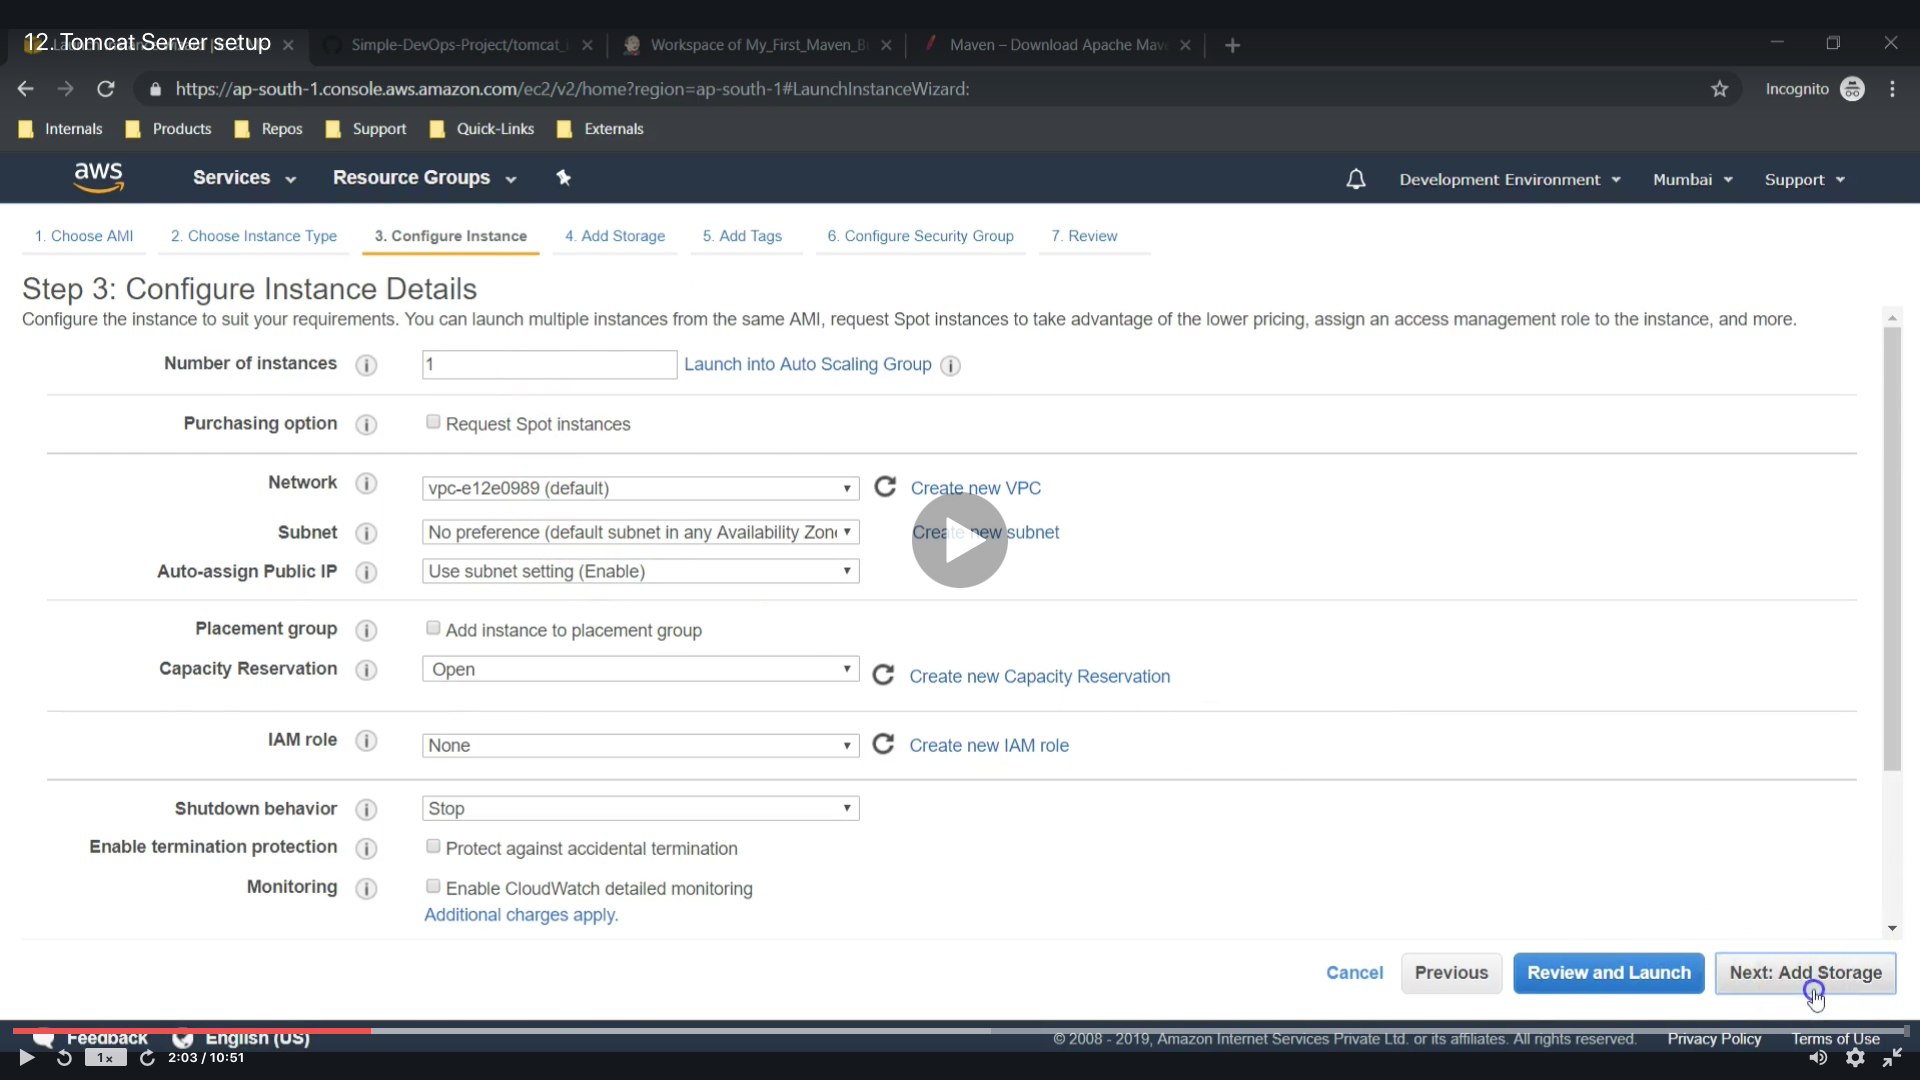 12. Tomcat Server setup
Simple-DevOps-Project/tomcat_
Workspace of My_First_Maven_B
Maven – Download Apache Mav
https://ap-south-1.console.aws.amazon.com/ec2/v2/home?region=ap-south-1#LaunchInstanceWizard:
Incognito
Internals
Products
Repos
Support
Quick-Links
Externals
aws
Services
Resource Groups
Development Environment
Mumbai
Support
1. Choose AMI
2. Choose Instance Type
3. Configure Instance
4. Add Storage
5. Add Tags
6. Configure Security Group
7. Review
Step 3: Configure Instance Details
Configure the instance to suit your requirements. You can launch multiple instances from the same AMI, request Spot instances to take advantage of the lower pricing, assign an access management role to the instance, and more.
Number of instances
1
Launch into Auto Scaling Group
Purchasing option
Request Spot instances
Network
vpc-e12e0989 (default)
Create new VPC
Subnet
No preference (default subnet in any Availability Zon
Create new subnet
Auto-assign Public IP
Use subnet setting (Enable)
Placement group
Add instance to placement group
Capacity Reservation
Open
Create new Capacity Reservation
IAM role
None
Create new IAM role
Shutdown behavior
Stop
Enable termination protection
Protect against accidental termination
Monitoring
Enable CloudWatch detailed monitoring
Additional charges apply.
Cancel
Previous
Review and Launch
Next: Add Storage
Feedback
English (US)
© 2008 - 2019, Amazon Internet Services Private Ltd. or its affiliates. All rights reserved.
Privacy Policy
Terms of Use
1x
2:03 / 10:51